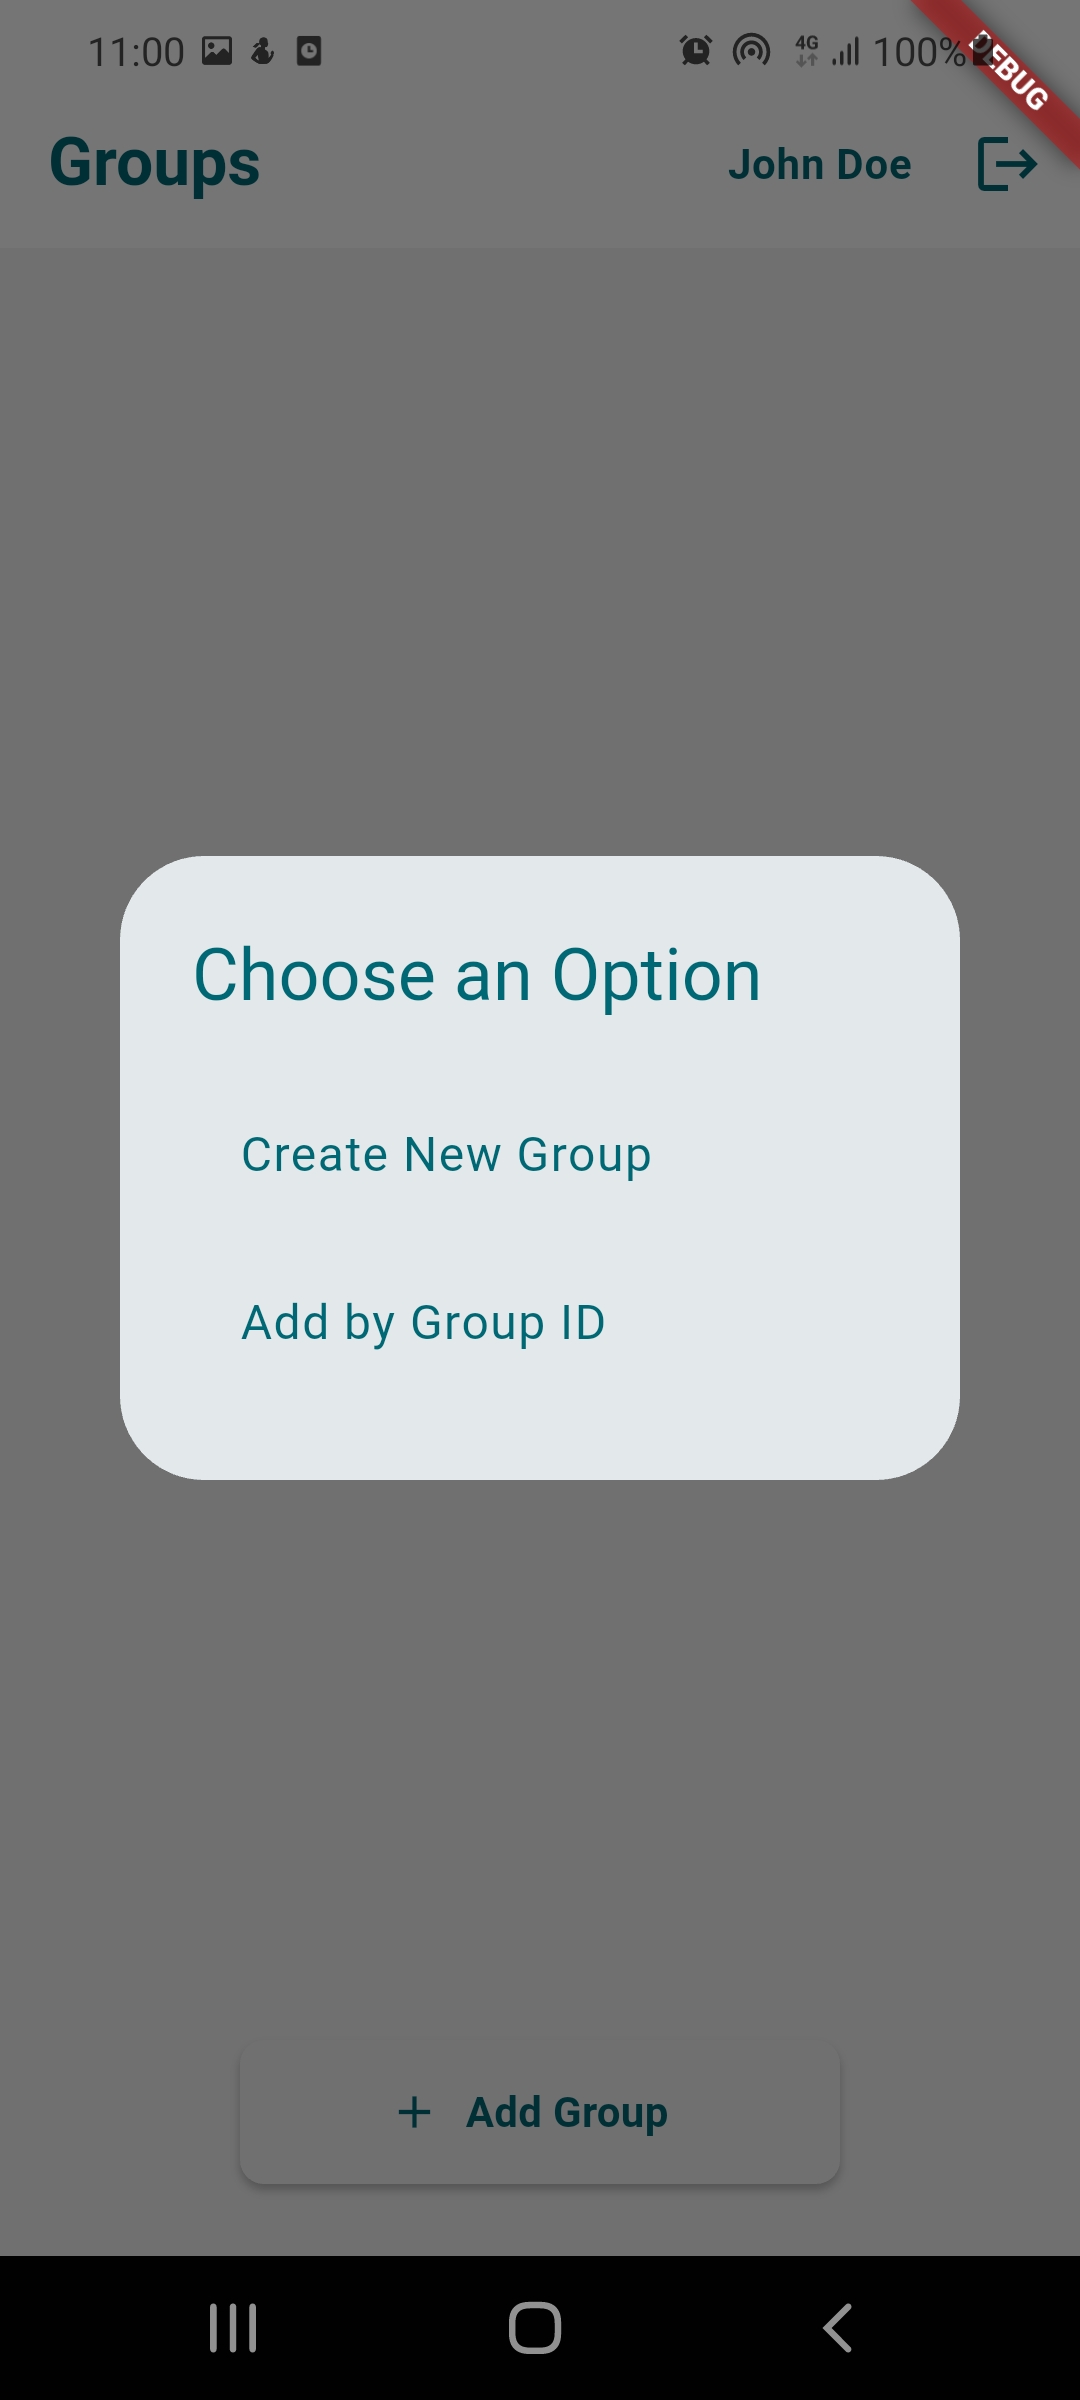 11:00
4G 100%
DEBUG
Groups
John Doe
Choose an Option
Create New Group
Add by Group ID
+ Add Group